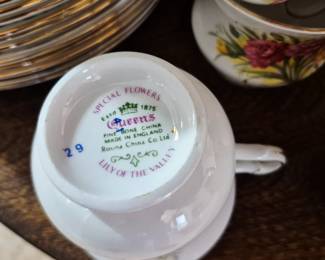 SPECIAL FLOWERS
ESTD 1875
Queens
FINE BONE CHINA
MADE IN ENGLAND
ROSINA CHINA CO. LTD
LILY OF THE VALLEY
29